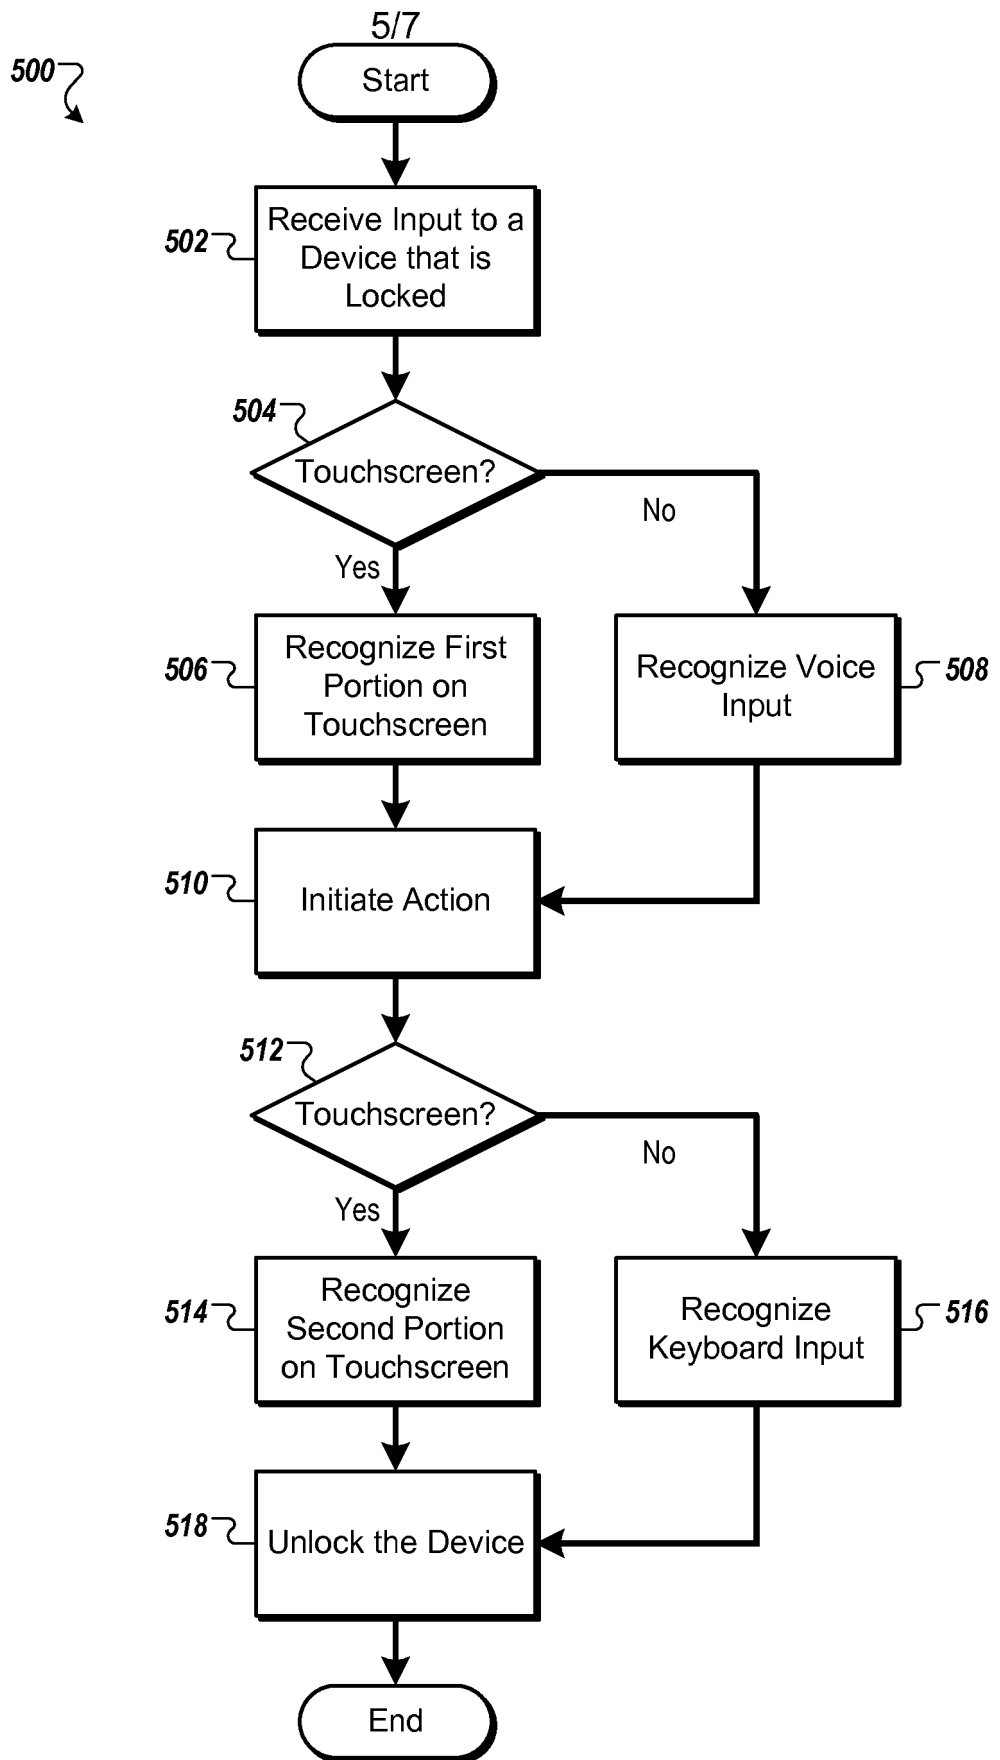 5/7
500
Start
502
Receive Input to a
Device that is
Locked
504
Touchscreen?
No
Yes
506
Recognize First
Portion on
Touchscreen
Recognize Voice
Input
508
510
Initiate Action
512
Touchscreen?
No
Yes
514
Recognize
Second Portion
on Touchscreen
Recognize
Keyboard Input
516
518
Unlock the Device
End